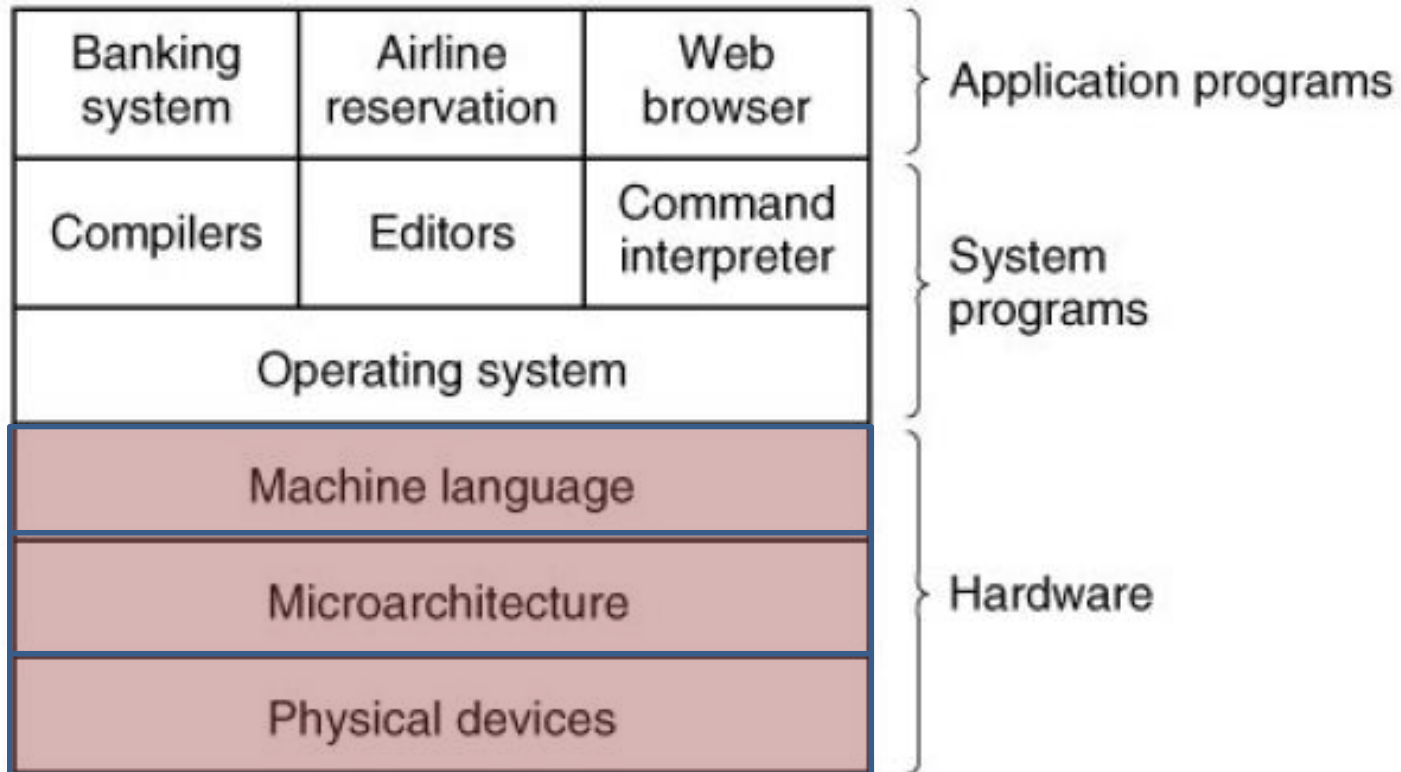 Banking
system
Airline
reservation
Web
browser
Application programs
Compilers
Editors
Command
interpreter
System
programs
Operating system
Machine language
Microarchitecture
Hardware
Physical devices